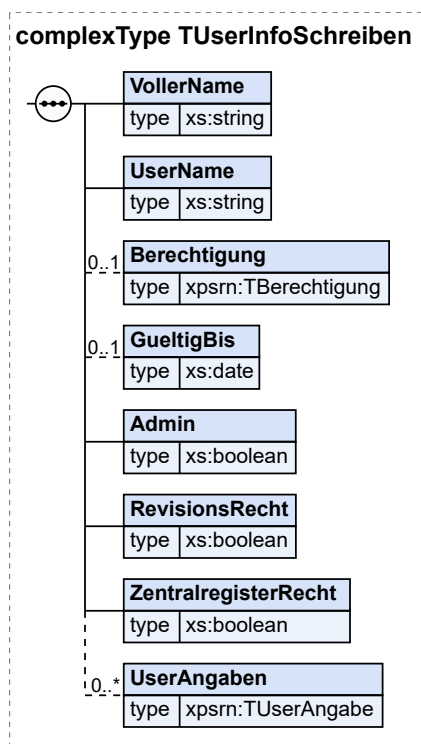 complexType TUserInfoSchreiben
VollerName
type xs:string
UserName
type xs:string
0..1 Berechtigung
type xpsrn:TBerechtigung
0..1 GueltigBis
type xs:date
Admin
type xs:boolean
RevisionsRecht
type xs:boolean
ZentralregisterRecht
type xs:boolean
0..* UserAngaben
type xpsrn:TUserAngabe